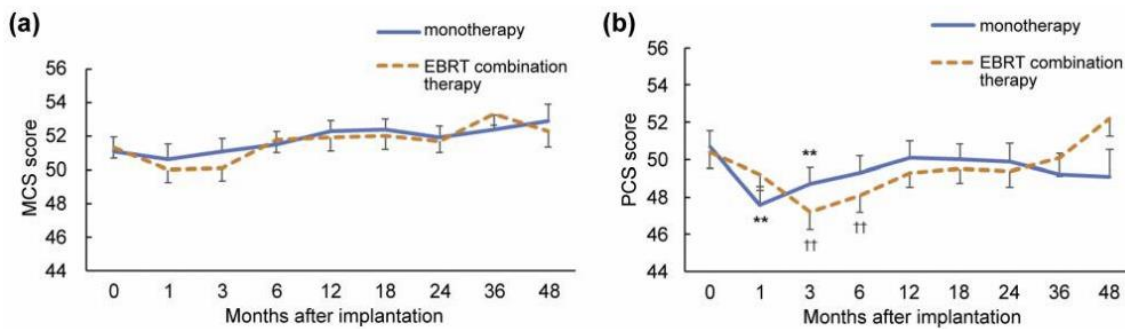 (a)
monotherapy
EBRT combination
therapy
MCS score
56
54
52
50
48
46
44
0 1 3 6 12 18 24 36 48
Months after implantation
(b)
monotherapy
EBRT combination
therapy
PCS score
56
54
52
50
48
46
44
**
**
††
††
0 1 3 6 12 18 24 36 48
Months after implantation